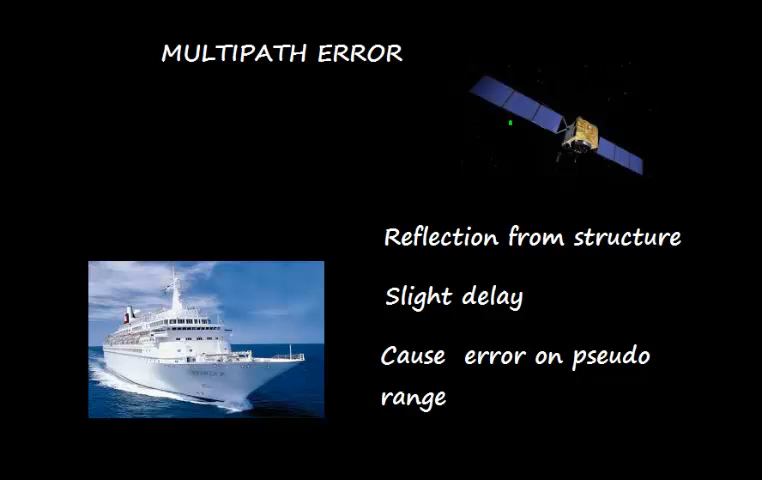 MULTIPATH ERROR
Reflection from structure
Slight delay
Cause error on pseudo
range